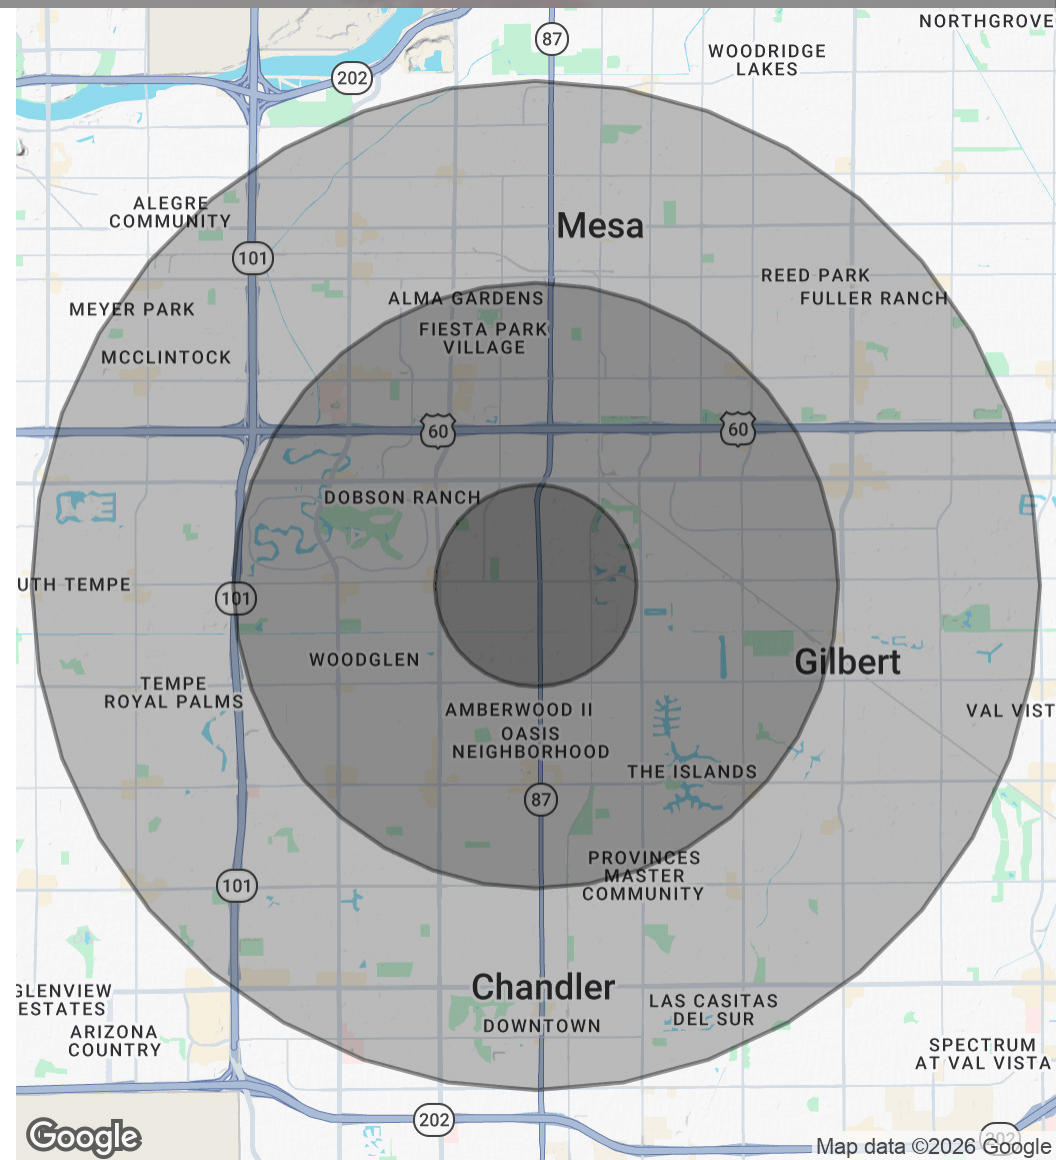 NORTHGROVE
87
WOODRIDGE
LAKES
202
ALEGRE
COMMUNITY
Mesa
101
REED PARK
MEYER PARK
ALMA GARDENS
FULLER RANCH
FIESTA PARK
VILLAGE
MCCLINTOCK
60
60
DOBSON RANCH
UTH TEMPE
101
WOODGLEN
Gilbert
TEMPE
ROYAL PALMS
AMBERWOOD II
VAL VIST
OASIS
NEIGHBORHOOD
THE ISLANDS
87
PROVINCES
MASTER
COMMUNITY
101
Chandler
GLENVIEW
ESTATES
LAS CASITAS
DEL SUR
DOWNTOWN
ARIZONA
COUNTRY
SPECTRUM
AT VAL VISTA
202
202
Google
Map data ©2026 Google